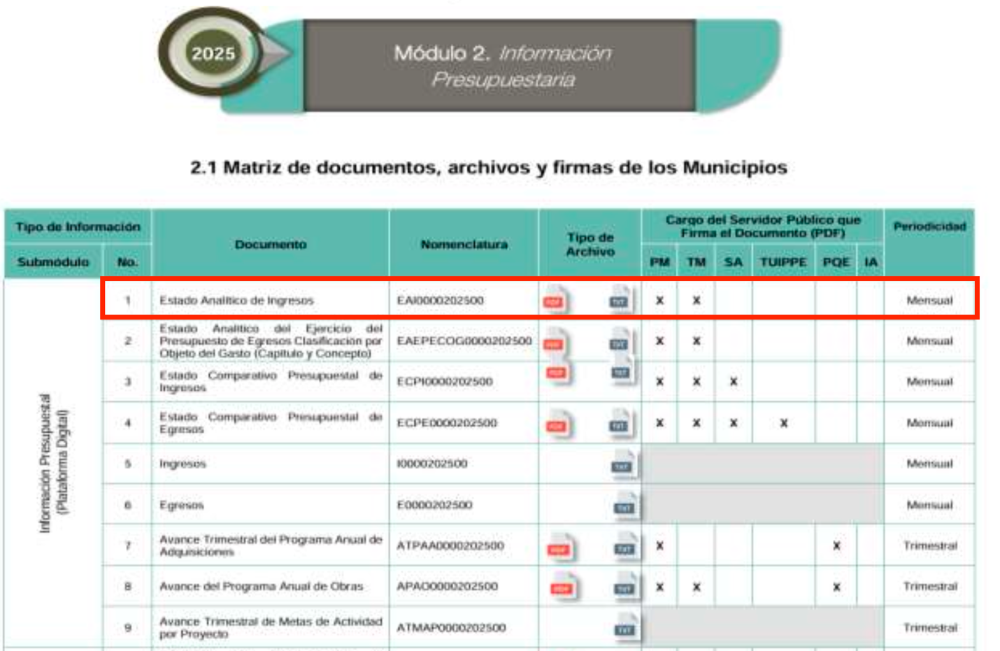 2025
Módulo 2. Información
Presupuestaria
2.1 Matriz de documentos, archivos y firmas de los Municipios
Tipo de Información
Documento
Nomenclatura
Tipo de
Archivo
Cargo del Servidor Público que
Firma el Documento (PDF)
Periodicidad
Submódulo No.
PM TM SA TUIPPE PQE IA
Información Presupuestal
(Plataforma Digital)
1 Estado Analítico de Ingresos EAI0000202500 PDF TXT X X Mensual
2 Estado Analítico del Ejercicio del
Presupuesto de Egresos Clasificación por
Objeto del Gasto (Capítulo y Concepto)
EAEPECOG0000202500 PDF TXT X X Mensual
3 Estado Comparativo Presupuestal de
Ingresos
ECPI0000202500 PDF TXT X X X Mensual
4 Estado Comparativo Presupuestal de
Egresos
ECPE0000202500 PDF TXT X X X X Mensual
5 Ingresos I0000202500 TXT Mensual
6 Egresos E0000202500 TXT Mensual
7 Avance Trimestral del Programa Anual de
Adquisiciones
ATPAA0000202500 PDF TXT X X Trimestral
8 Avance del Programa Anual de Obras APAO0000202500 PDF TXT X X X Trimestral
9 Avance Trimestral de Metas de Actividad
por Proyecto
ATMAP0000202500 TXT Trimestral